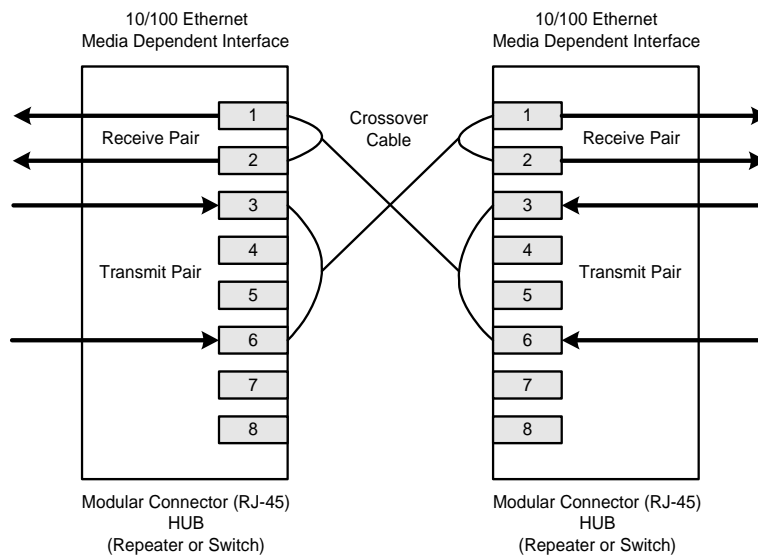 10/100 Ethernet
Media Dependent Interface
10/100 Ethernet
Media Dependent Interface
1
Receive Pair
2
3
4
Transmit Pair
5
6
7
8
Crossover
Cable
1
Receive Pair
2
3
4
Transmit Pair
5
6
7
8
Modular Connector (RJ-45)
HUB
(Repeater or Switch)
Modular Connector (RJ-45)
HUB
(Repeater or Switch)